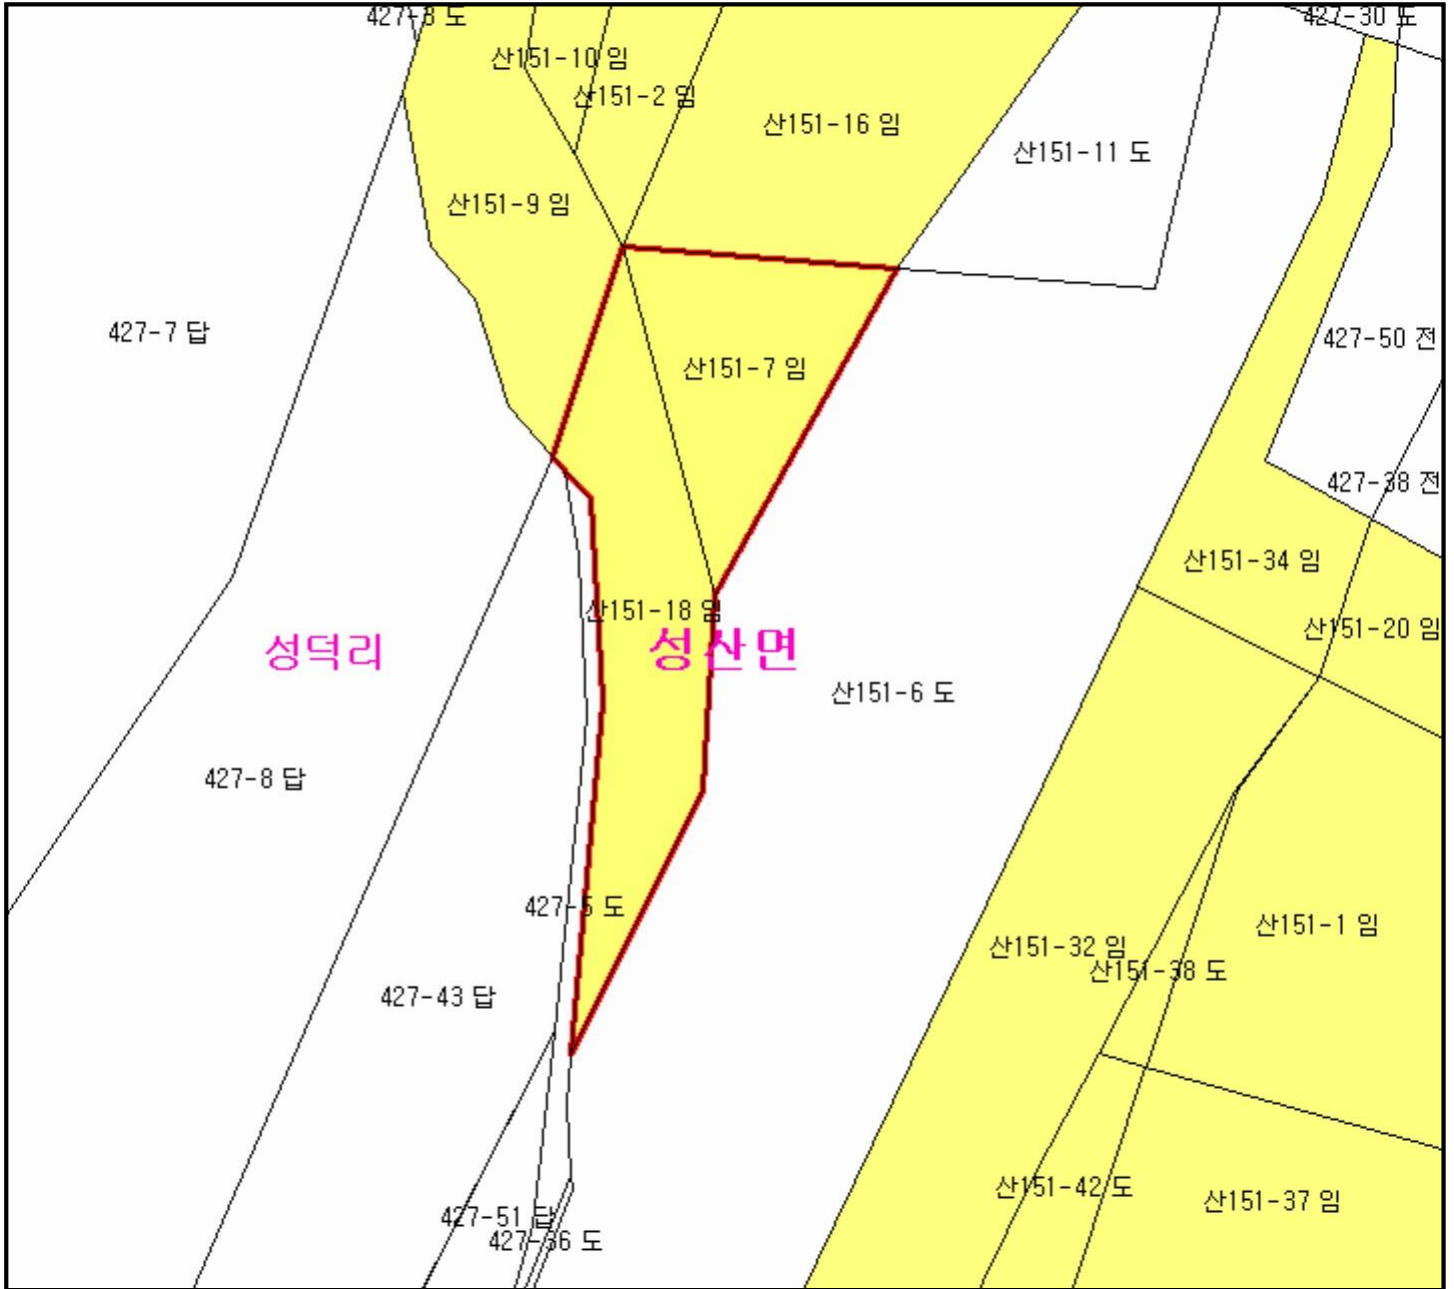 427-3 도
427-30 도
산151-10 임
산151-2 임
산151-16 임
산151-11 도
산151-9 임
427-7 답
427-50 전
산151-7 임
427-38 전
산151-34 임
산151-18 임
산151-20 임
성덕리
성산면
산151-6 도
427-8 답
427-5 도
산151-1 임
산151-32 임
산151-38 도
427-43 답
산151-42 도
산151-37 임
427-51 답
427-36 도